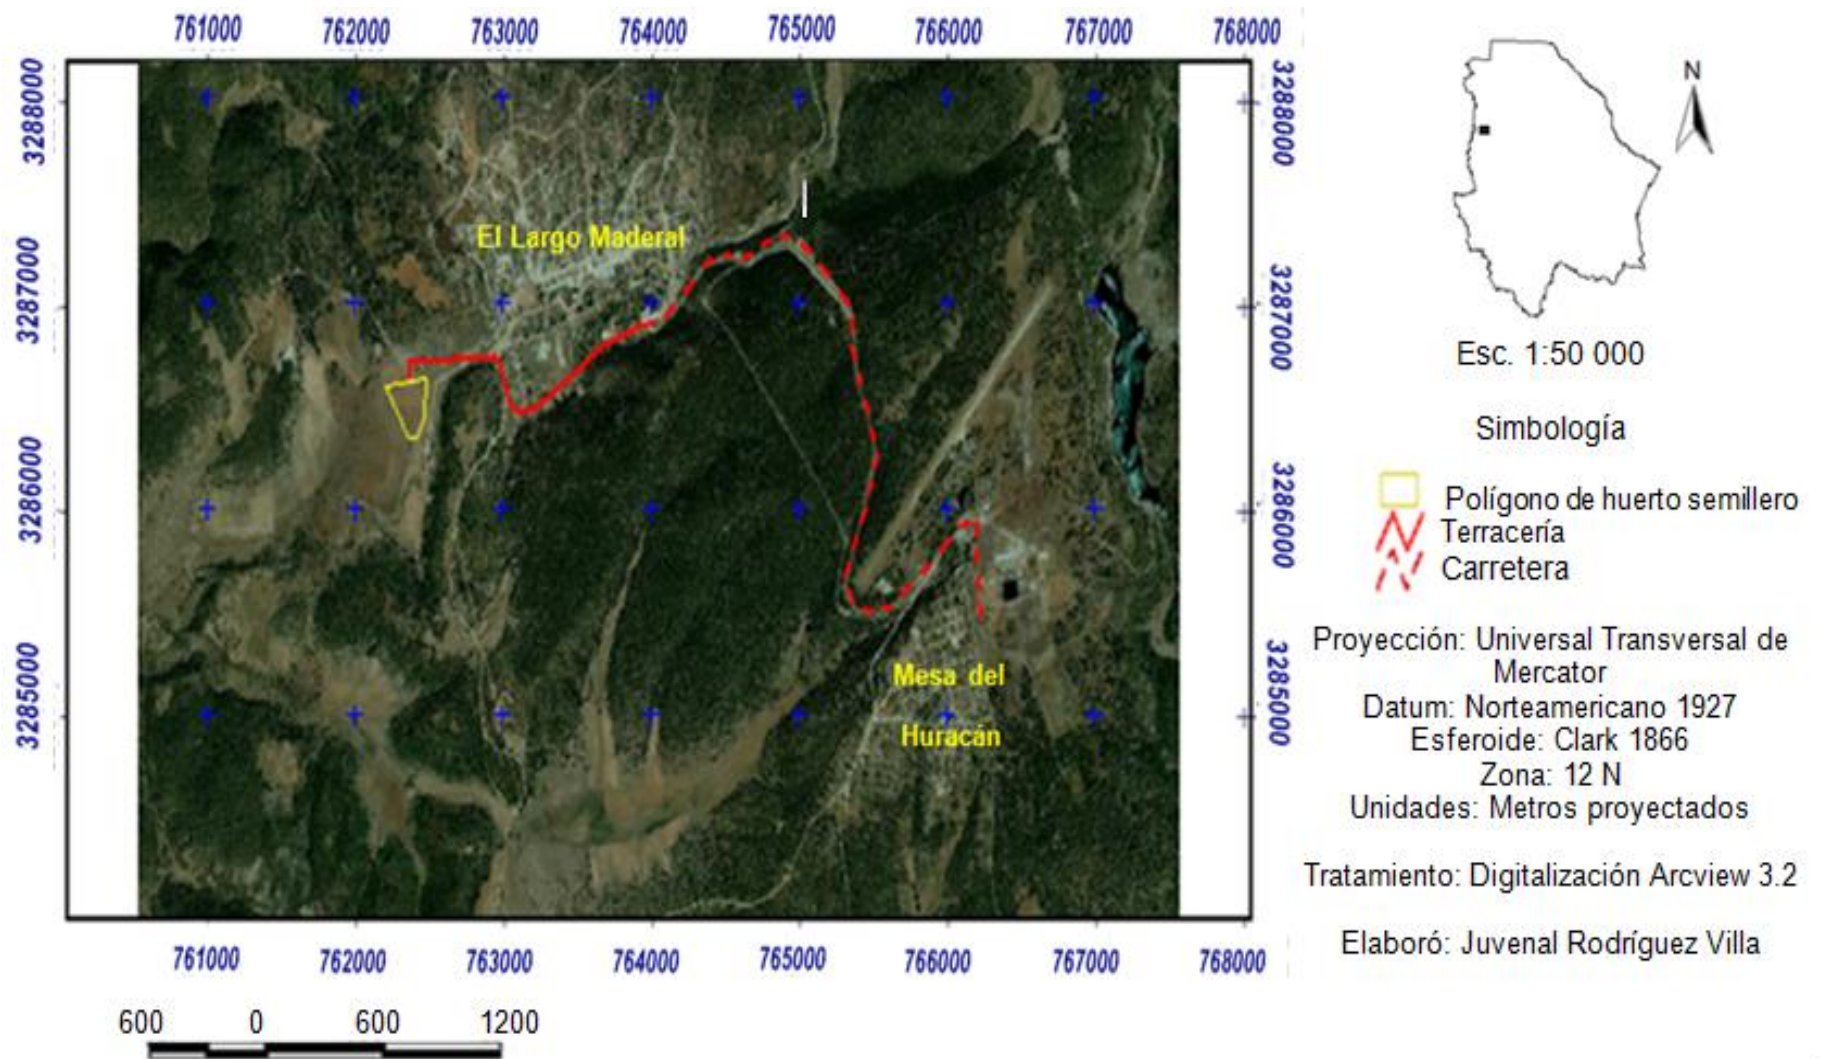 761000 762000 763000 764000 765000 766000 767000 768000
3288000
3287000
3286000
3285000
El Largo Maderal
Mesa del
Huracán
3288000
3287000
3286000
3285000
761000 762000 763000 764000 765000 766000 767000 768000
600 0 600 1200
N
Esc. 1:50 000
Simbología
Polígono de huerto semillero
Terracería
Carretera
Proyección: Universal Transversal de
Mercator
Datum: Norteamericano 1927
Esferoide: Clark 1866
Zona: 12 N
Unidades: Metros proyectados
Tratamiento: Digitalización Arcview 3.2
Elaboró: Juvenal Rodríguez Villa